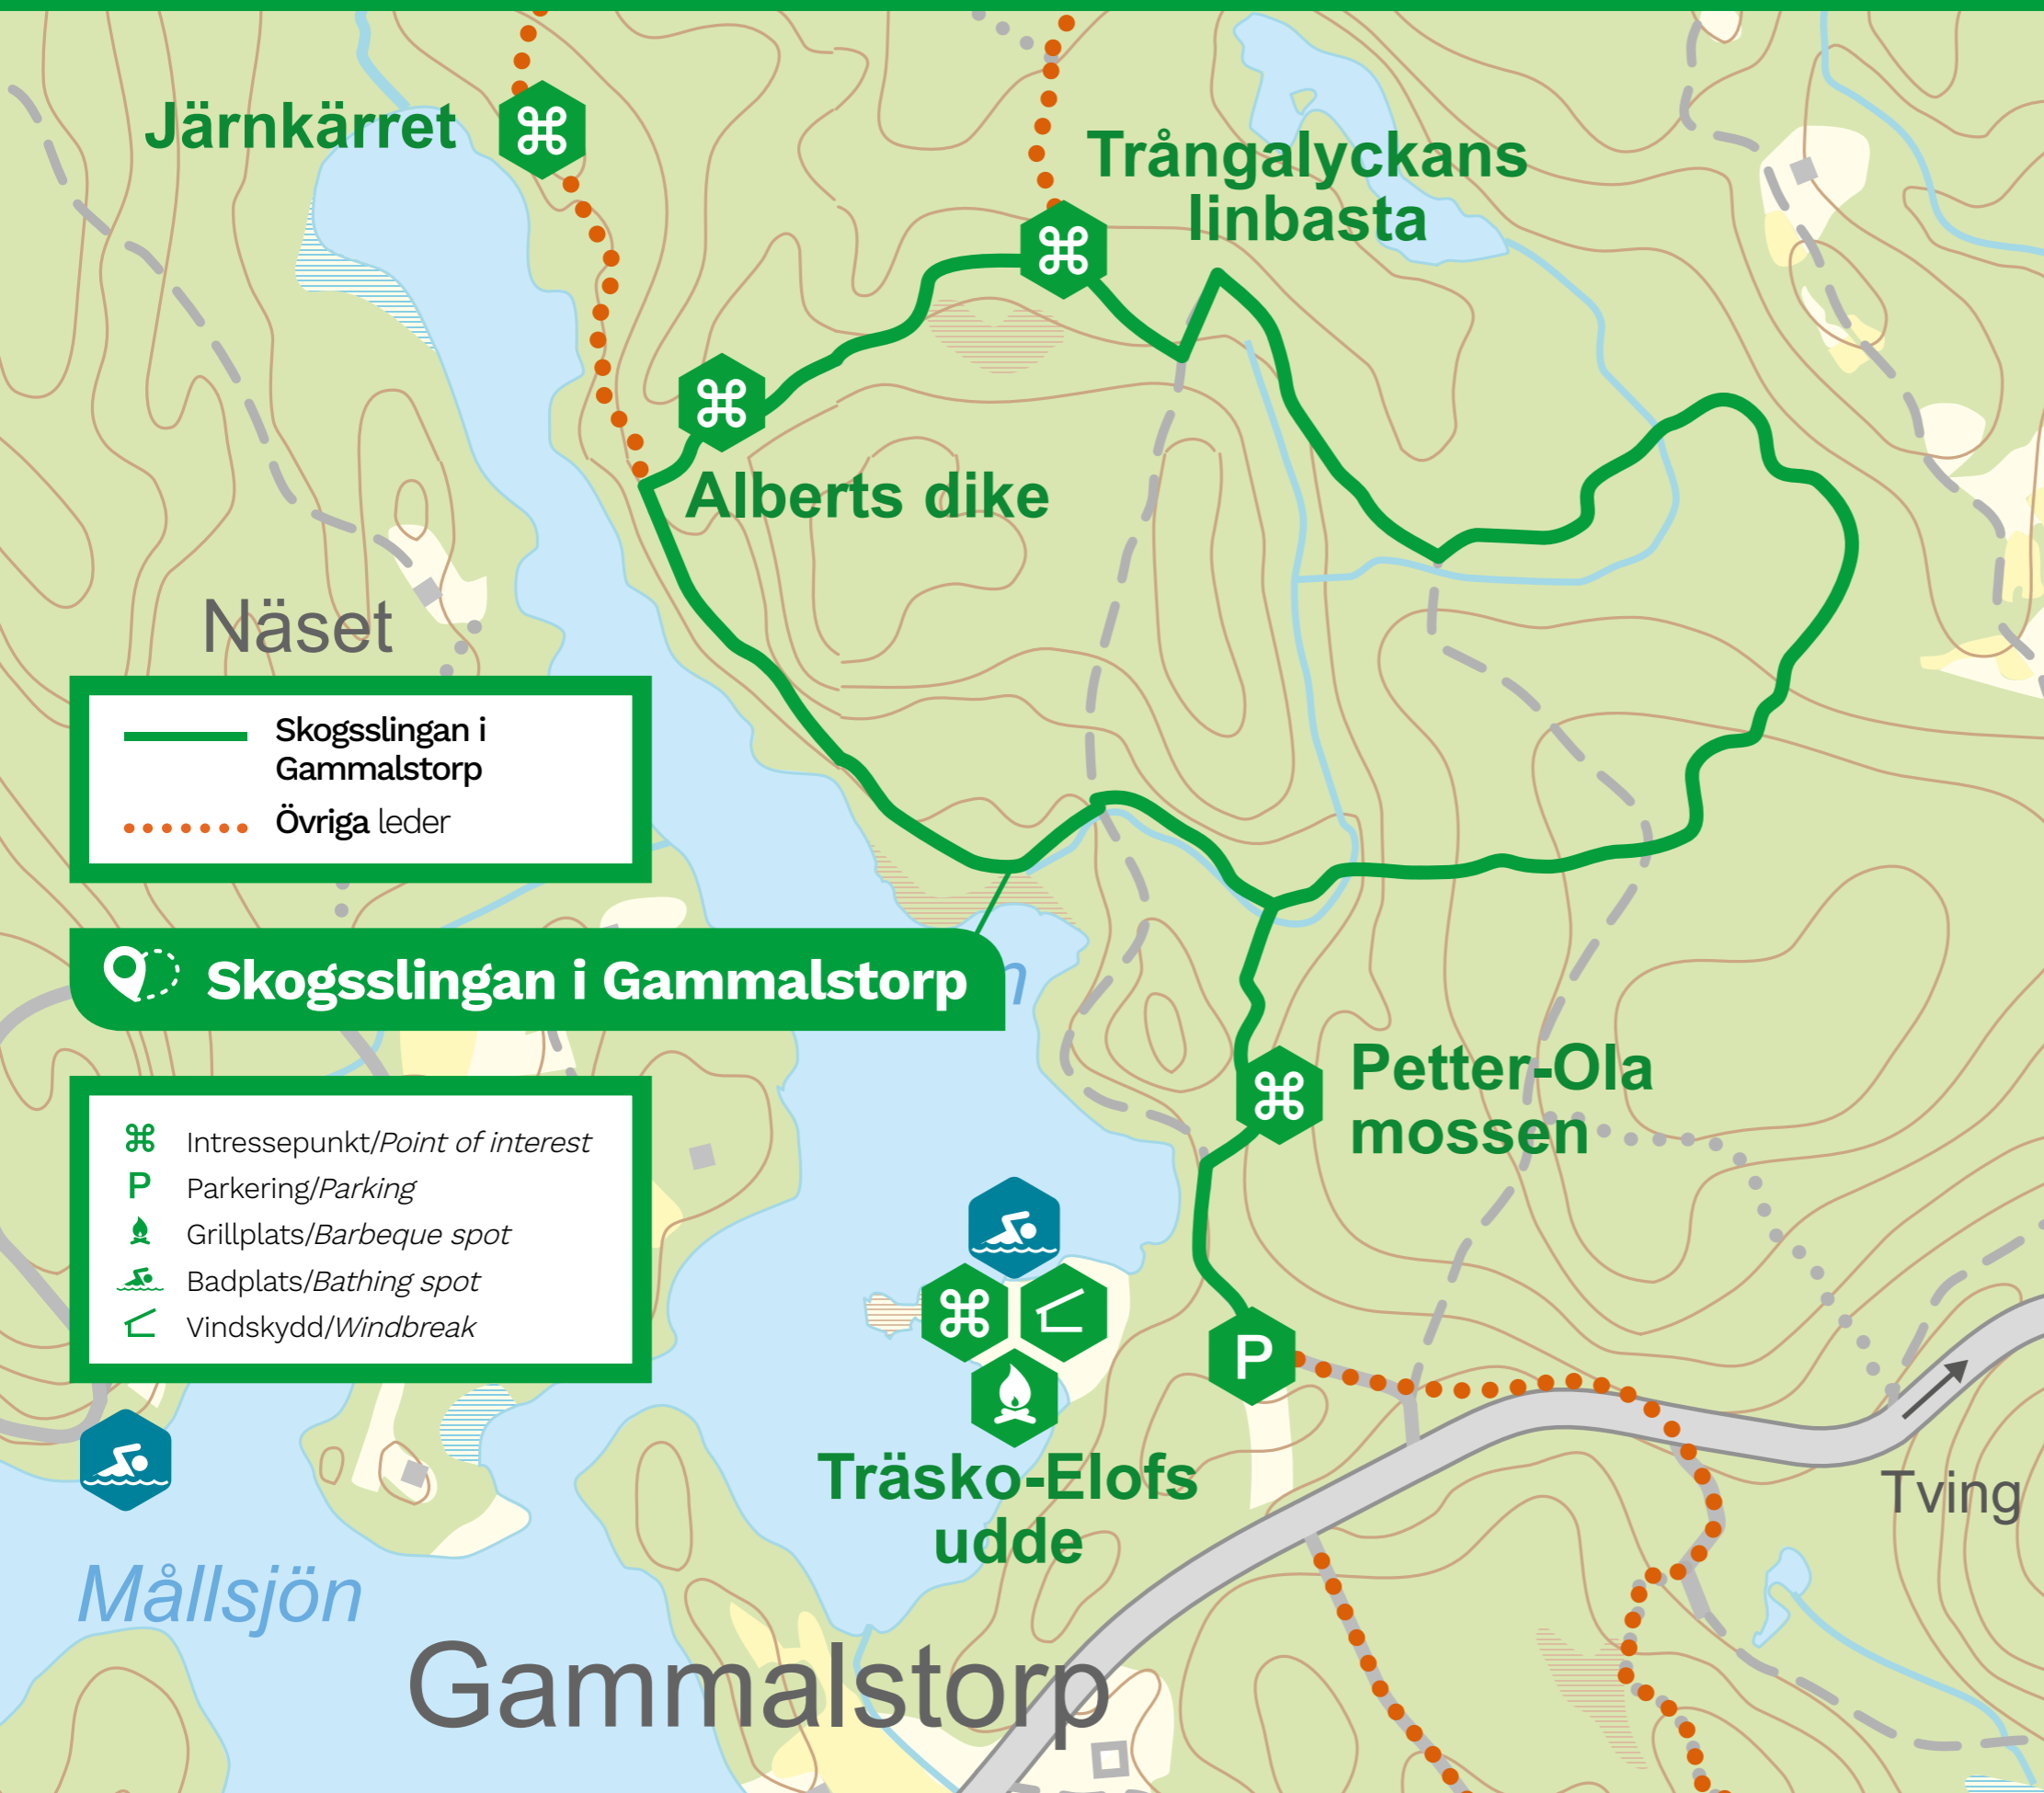 Järnkärret
Trångalyckans
linbasta
Alberts dike
Näset
Skogsslingan i
Gammalstorp
Övriga leder
Skogsslingan i Gammalstorp
n
Petter-Ola
mossen
Intressepunkt/Point of interest
P Parkering/Parking
Grillplats/Barbeque spot
Badplats/Bathing spot
Vindskydd/Windbreak
P
Träsko-Elofs
udde
Tving
Mållsjön
Gammalstorp